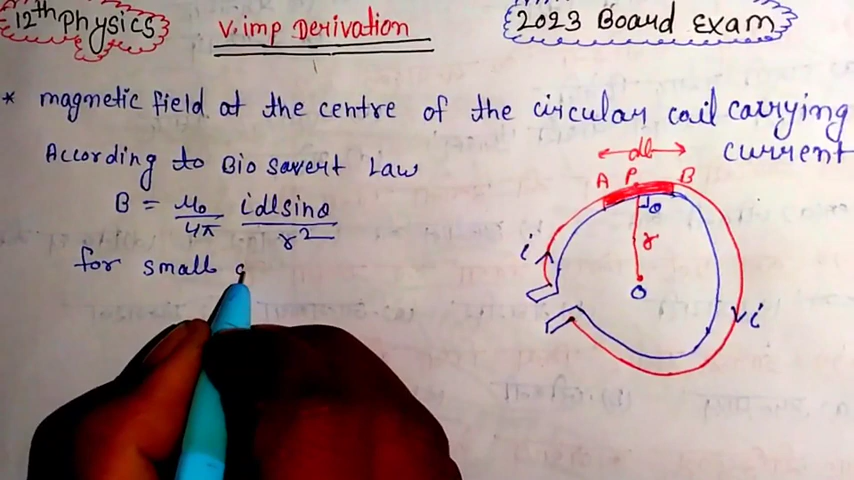 12th Physics
V. imp Derivation
2023 Board Exam
* magnetic field at the centre of the circular coil carrying current
According to Bio savert Law
B = μ0/4π idlsinθ/r2
for small
dl
A P B
θ
r
i
O
i